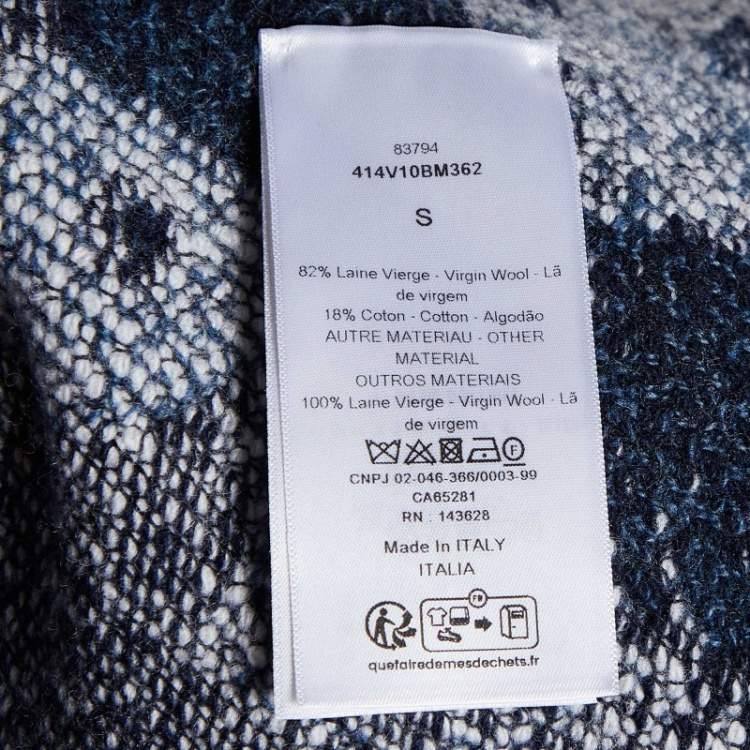 83794
414V10BM362
S
82% Laine Vierge - Virgin Wool - Lã
de virgem
18% Coton - Cotton - Algodão
AUTRE MATERIAU - OTHER
MATERIAL
OUTROS MATERIAIS
100% Laine Vierge - Virgin Wool - Lã
de virgem
F
CNPJ 02-046-366/0003-99
CA65281
RN : 143628
Made In ITALY
ITALIA
FR
quefairedemesdechets.fr